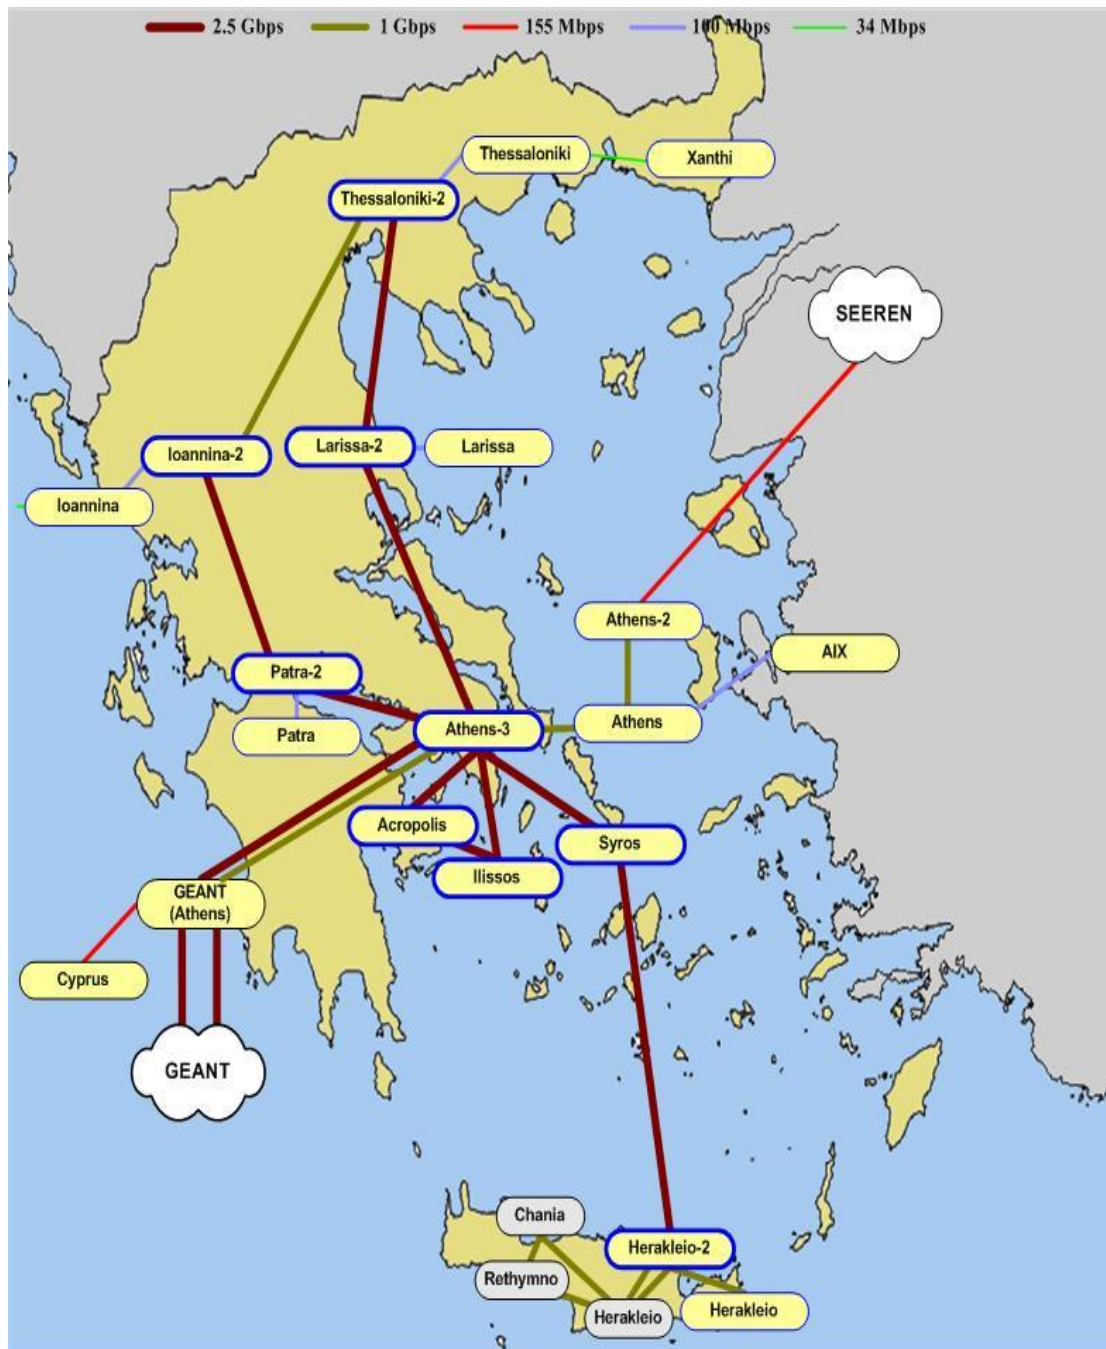 2.5 Gbps 1 Gbps 155 Mbps 100 Mbps 34 Mbps
Thessaloniki
Xanthi
Thessaloniki-2
SEEREN
Ioannina-2
Larissa-2
Larissa
Ioannina
Athens-2
AIX
Patra-2
Patra
Athens-3
Athens
Acropolis
Syros
Ilissos
GEANT
(Athens)
Cyprus
GEANT
Chania
Herakleio-2
Rethymno
Herakleio
Herakleio